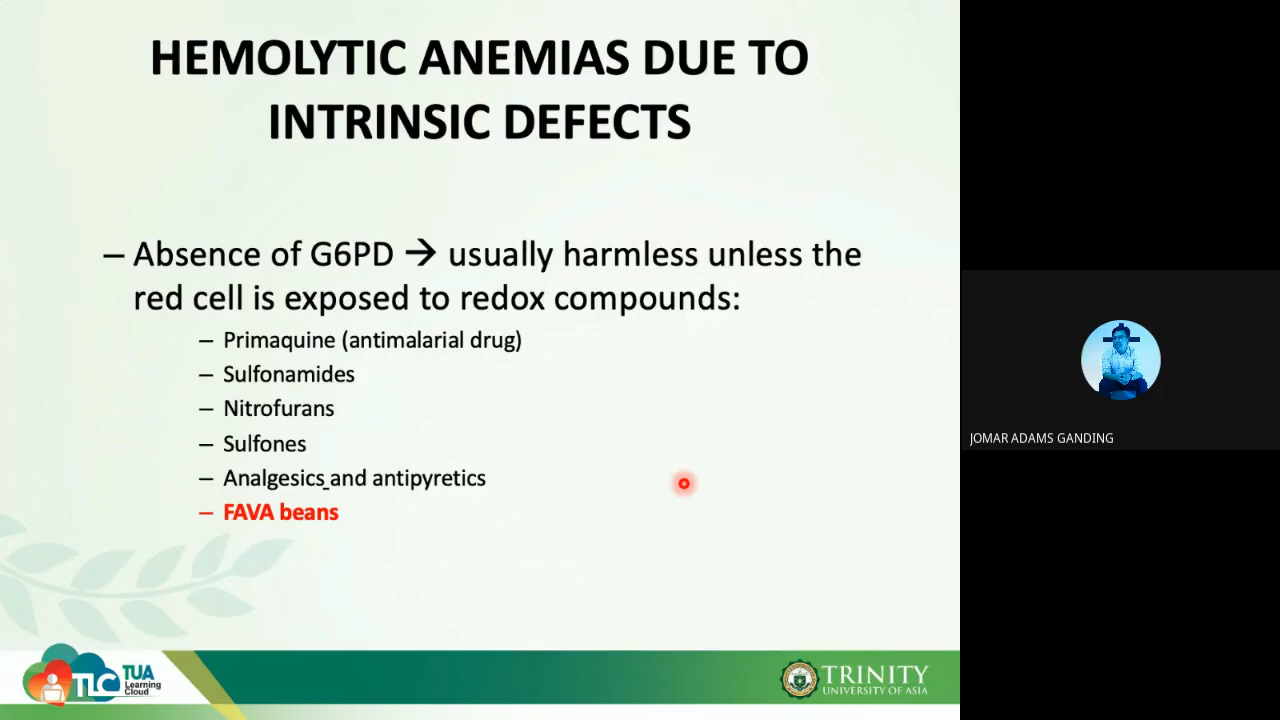 HEMOLYTIC ANEMIAS DUE TO
INTRINSIC DEFECTS
– Absence of G6PD → usually harmless unless the
red cell is exposed to redox compounds:
– Primaquine (antimalarial drug)
– Sulfonamides
– Nitrofurans
– Sulfones
– Analgesics and antipyretics
– FAVA beans
JOMAR ADAMS GANDING
TLC TUA
Learning
Cloud
TRINITY
UNIVERSITY OF ASIA